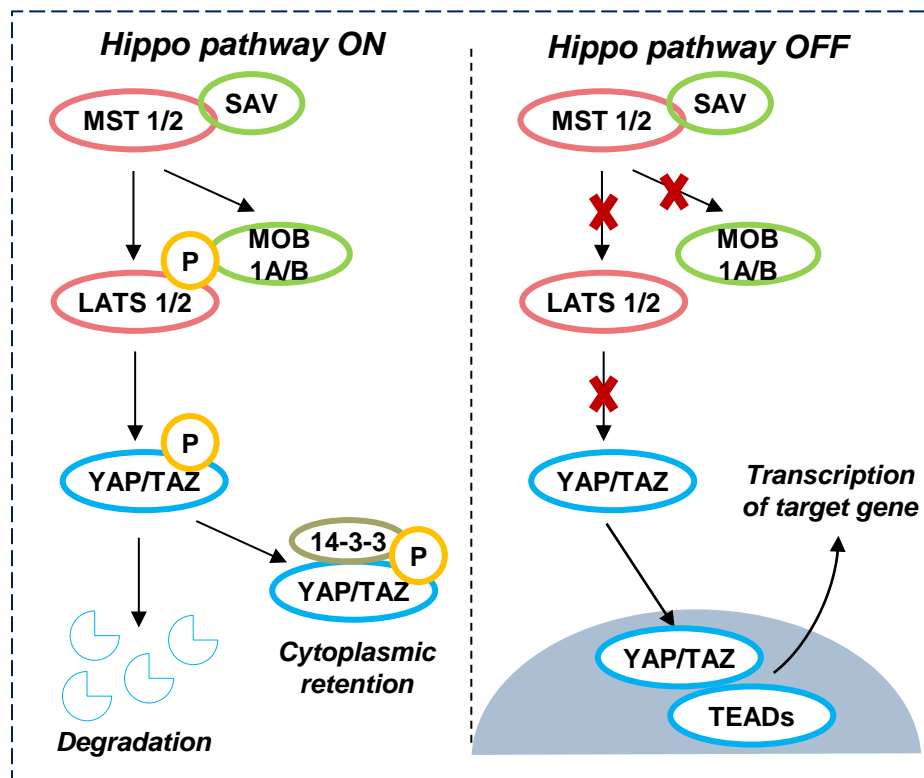 Hippo pathway ON
SAV
MST 1/2
MOB
1A/B
P
LATS 1/2
P
YAP/TAZ
14-3-3
P
YAP/TAZ
Cytoplasmic
retention
Degradation
Hippo pathway OFF
SAV
MST 1/2
MOB
1A/B
LATS 1/2
YAP/TAZ
Transcription
of target gene
YAP/TAZ
TEADs